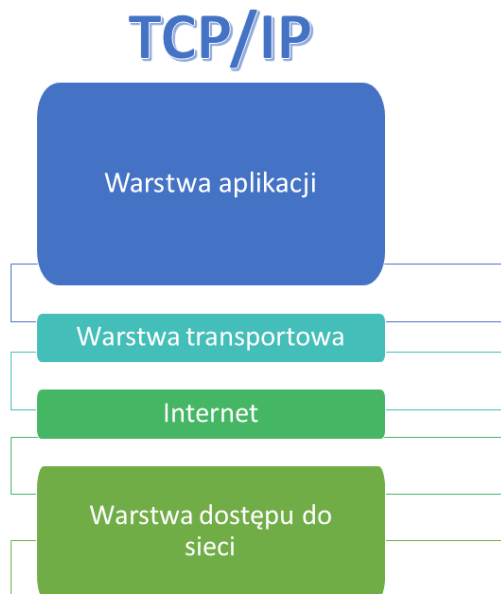 TCP/IP
Warstwa aplikacji
Warstwa transportowa
Internet
Warstwa dostępu do
sieci